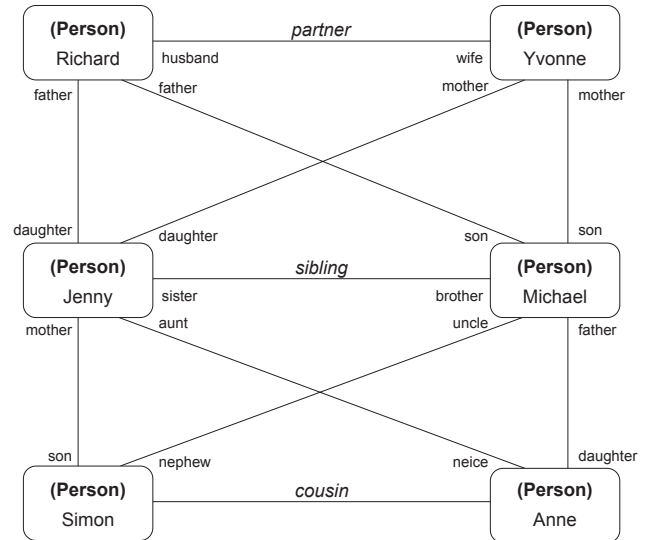 (Person)
Richard
partner
(Person)
Yvonne
husband
wife
father
father
mother
mother
daughter
daughter
son
son
(Person)
Jenny
sibling
(Person)
Michael
sister
brother
mother
aunt
uncle
father
son
nephew
neice
daughter
(Person)
Simon
cousin
(Person)
Anne